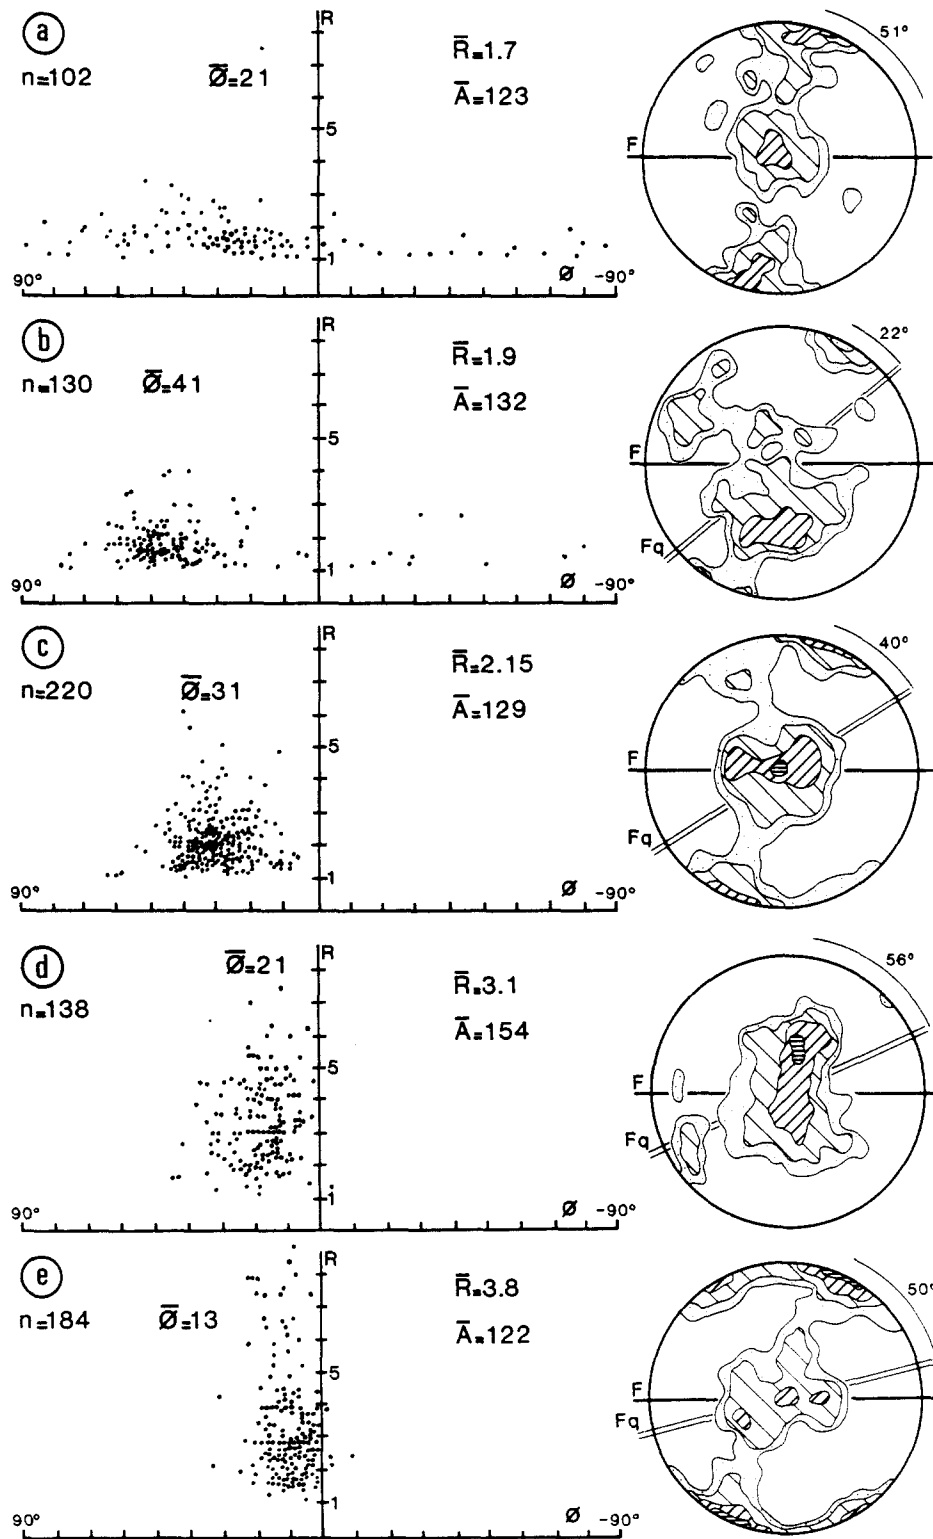 a
R
R̅=1.7
51°
n=102
Ø̅=21
A̅=123
5
F
1
90°
Ø
-90°
b
R
R̅=1.9
22°
n=130
Ø̅=41
A̅=132
5
F
1
Fq
90°
Ø
-90°
c
R
R̅=2.15
40°
n=220
Ø̅=31
A̅=129
5
F
Fq
1
90°
Ø
-90°
d
R
Ø̅=21
R̅=3.1
56°
n=138
A̅=154
5
F
Fq
1
90°
Ø
-90°
e
R
R̅=3.8
50°
n=184
Ø̅=13
A̅=122
5
F
Fq
1
90°
Ø
-90°